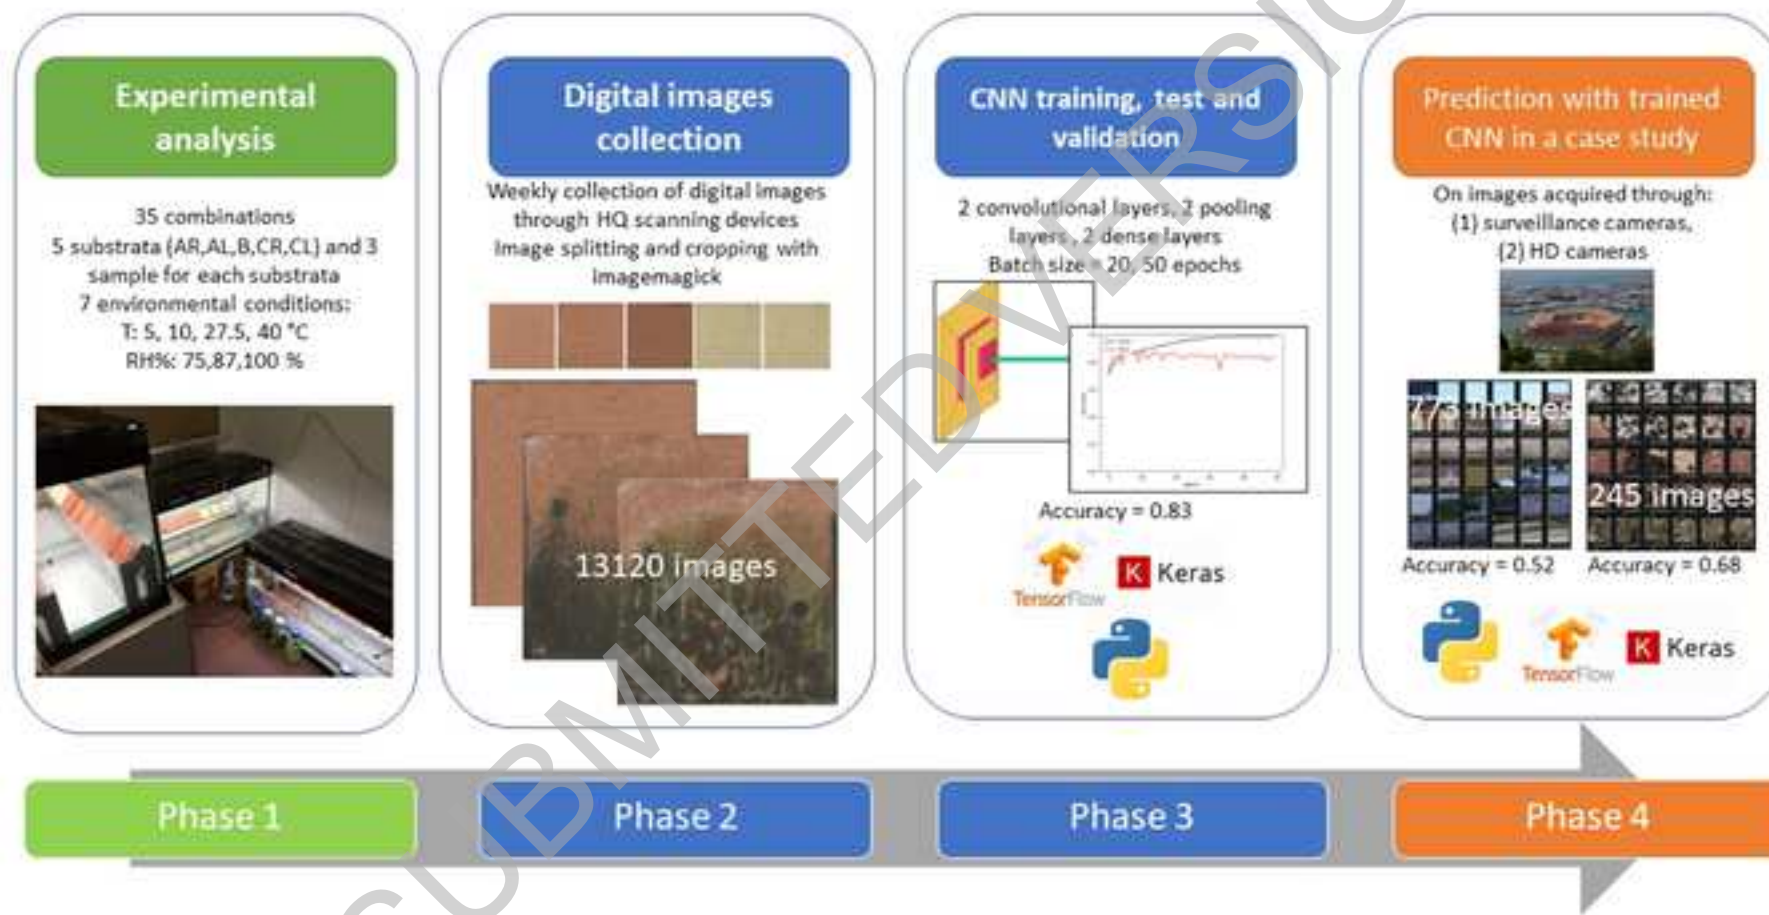 Experimental
analysis
35 combinations
5 substrata (AR,AL,B,CR,CL) and 3
sample for each substrata
7 environmental conditions:
T: 5, 10, 27.5, 40 °C
RH%: 75,87,100 %
Digital images
collection
Weekly collection of digital images
through HQ scanning devices
Image splitting and cropping with
imagemagick
13120 images
CNN training, test and
validation
2 convolutional layers, 2 pooling
layers , 2 dense layers
Batch size = 20, 50 epochs
Accuracy = 0.83
TensorFlow
K Keras
Prediction with trained
CNN in a case study
On images acquired through:
(1) surveillance cameras,
(2) HD cameras
773 images
245 images
Accuracy = 0.52
Accuracy = 0.68
TensorFlow
K Keras
Phase 1
Phase 2
Phase 3
Phase 4
SUBMITTED VERSIO